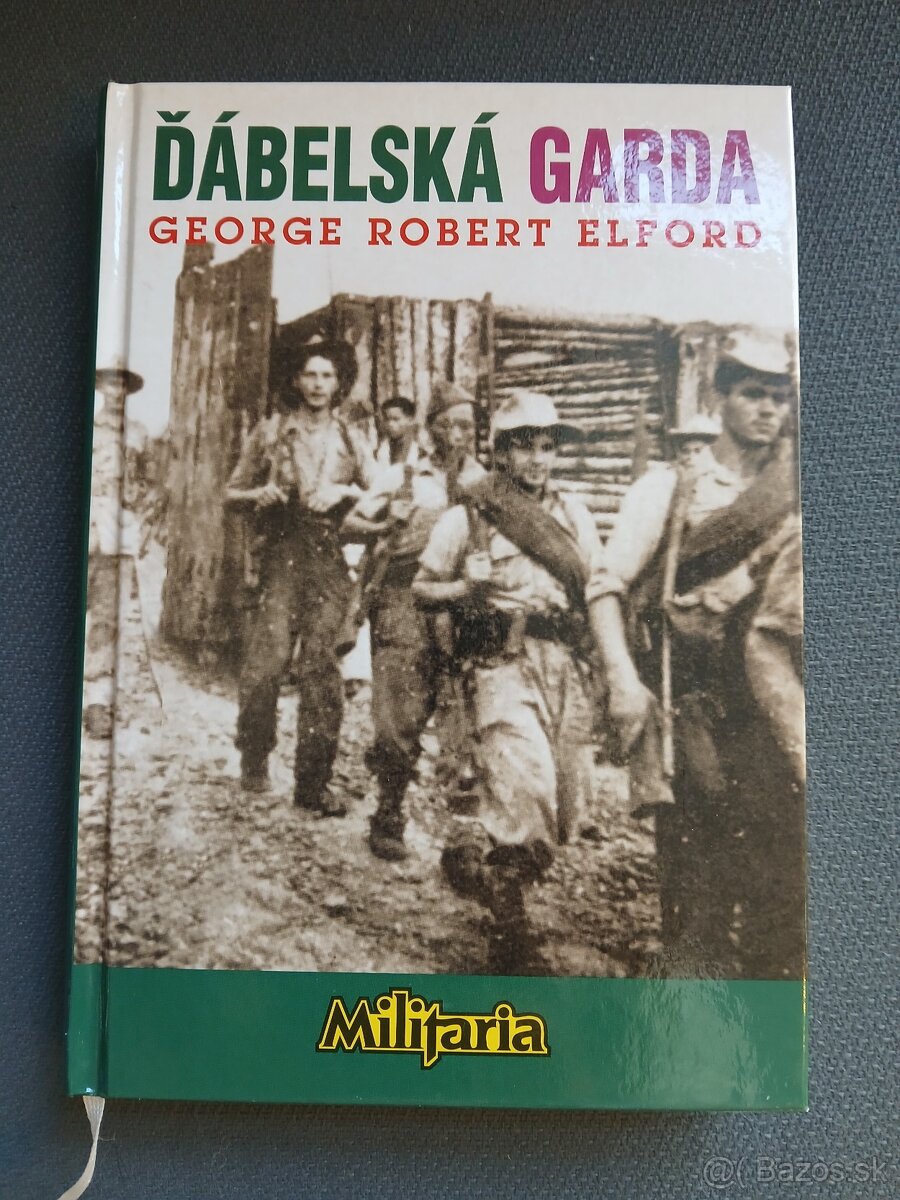 ĎÁBELSKÁ GARDA
GEORGE ROBERT ELFORD
Militaria
@( Bazos.sk